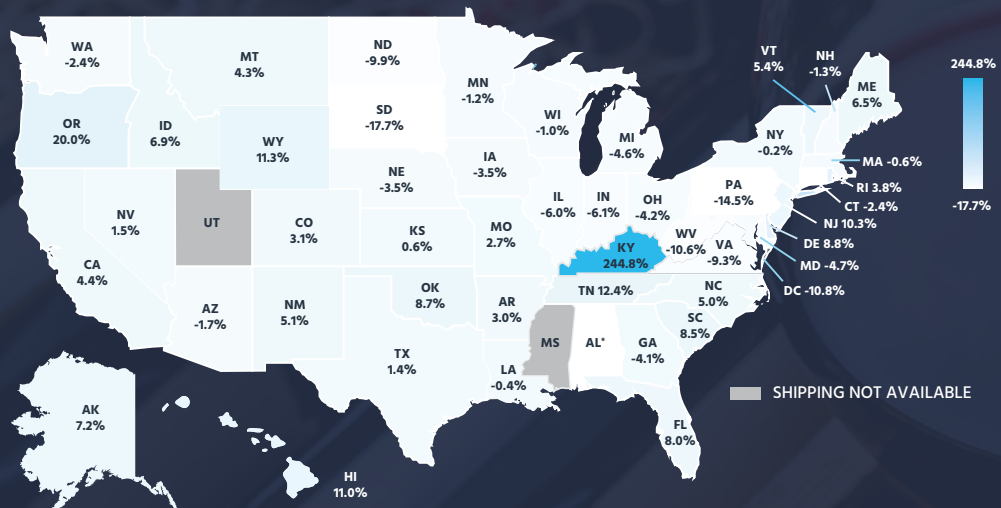 WA
-2.4%
MT
4.3%
ND
-9.9%
MN
-1.2%
VT
5.4%
NH
-1.3%
244.8%
ME
6.5%
OR
20.0%
ID
6.9%
WY
11.3%
SD
-17.7%
WI
-1.0%
MI
-4.6%
NY
-0.2%
MA -0.6%
RI 3.8%
CT -2.4%
-17.7%
NJ 10.3%
DE 8.8%
MD -4.7%
DC -10.8%
NE
-3.5%
IA
-3.5%
IL
-6.0%
IN
-6.1%
OH
-4.2%
PA
-14.5%
NV
1.5%
UT
CO
3.1%
KS
0.6%
MO
2.7%
KY
244.8%
WV
-10.6%
VA
-9.3%
CA
4.4%
AZ
-1.7%
NM
5.1%
OK
8.7%
AR
3.0%
TN 12.4%
NC
5.0%
SC
8.5%
TX
1.4%
LA
-0.4%
MS
AL*
GA
-4.1%
FL
8.0%
SHIPPING NOT AVAILABLE
AK
7.2%
HI
11.0%